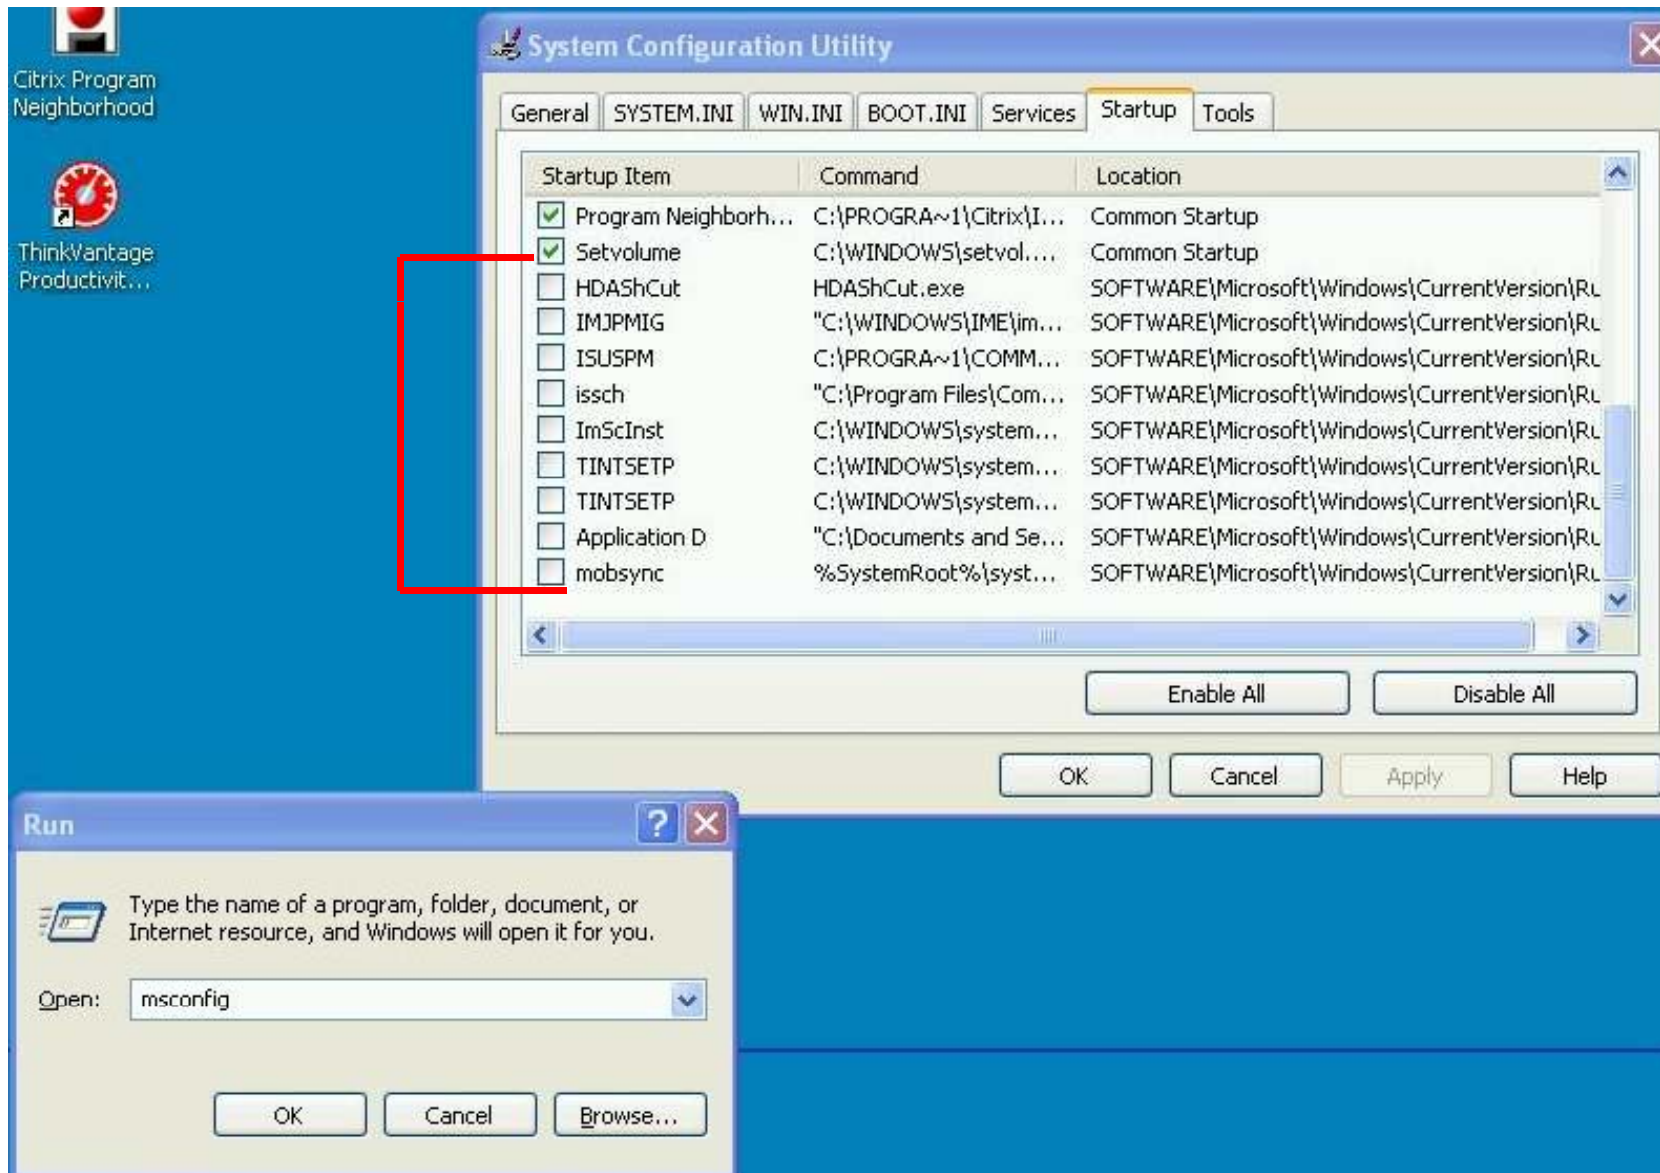 Citrix Program
Neighborhood
ThinkVantage
Productivit...
System Configuration Utility
General SYSTEM.INI WIN.INI BOOT.INI Services Startup Tools
Startup Item Command Location
Program Neighborh... C:\PROGRA~1\Citrix\I... Common Startup
Setvolume C:\WINDOWS\setvol.... Common Startup
HDAShCut HDAShCut.exe SOFTWARE\Microsoft\Windows\CurrentVersion\Ru
IMJPMIG "C:\WINDOWS\IME\im... SOFTWARE\Microsoft\Windows\CurrentVersion\Ru
ISUSPM C:\PROGRA~1\COMM... SOFTWARE\Microsoft\Windows\CurrentVersion\Ru
issch "C:\Program Files\Com... SOFTWARE\Microsoft\Windows\CurrentVersion\Ru
ImScInst C:\WINDOWS\system... SOFTWARE\Microsoft\Windows\CurrentVersion\Ru
TINTSETP C:\WINDOWS\system... SOFTWARE\Microsoft\Windows\CurrentVersion\Ru
TINTSETP C:\WINDOWS\system... SOFTWARE\Microsoft\Windows\CurrentVersion\Ru
Application D "C:\Documents and Se... SOFTWARE\Microsoft\Windows\CurrentVersion\Ru
mobsync %SystemRoot%\syst... SOFTWARE\Microsoft\Windows\CurrentVersion\Ru
Enable All Disable All
OK Cancel Apply Help
Run
Type the name of a program, folder, document, or
Internet resource, and Windows will open it for you.
Open: msconfig
OK Cancel Browse...